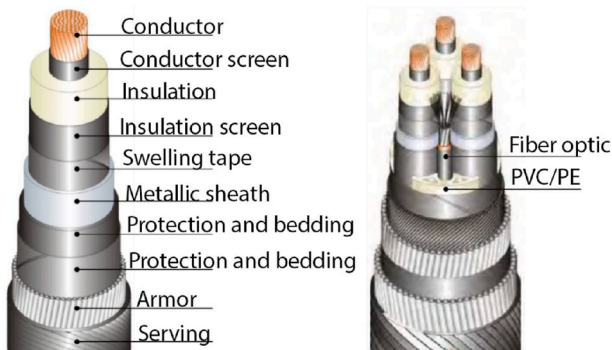 Conductor
Conductor screen
Insulation
Insulation screen
Swelling tape
Metallic sheath
Protection and bedding
Protection and bedding
Armor
Serving
Fiber optic
PVC/PE